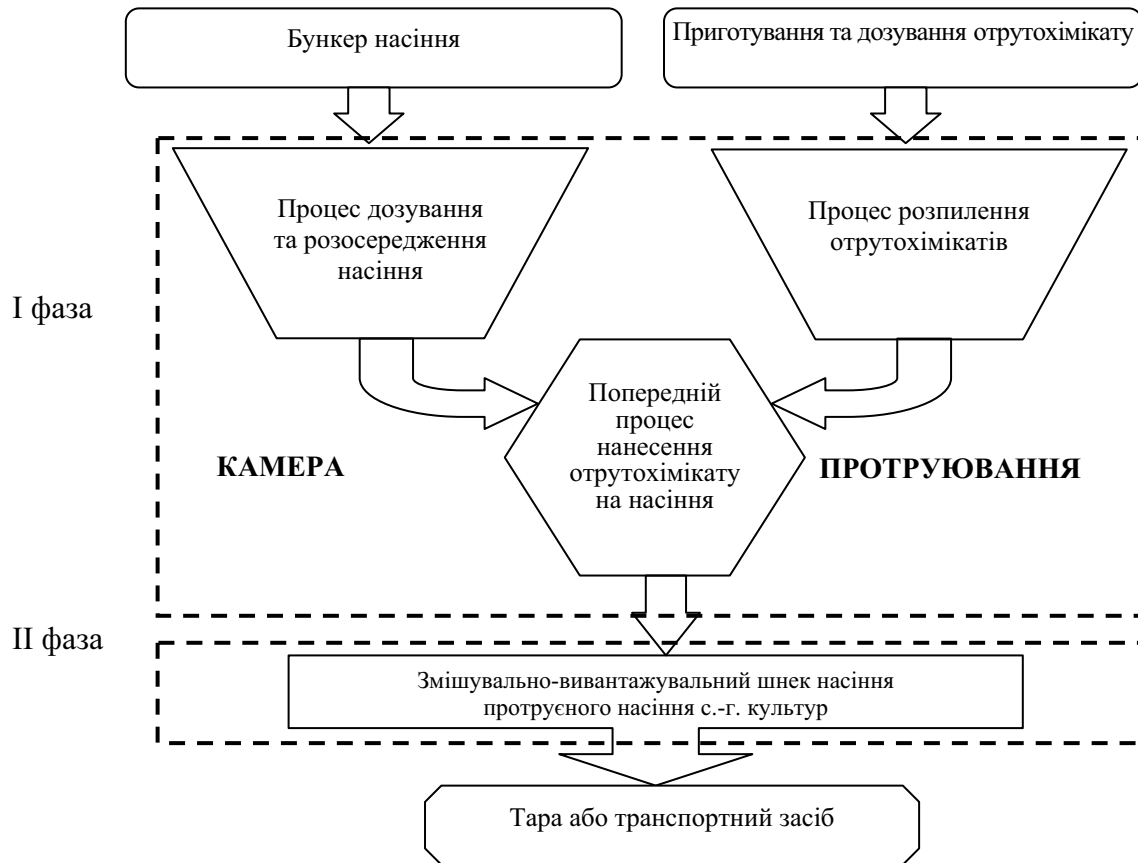 Бункер насіння
Приготування та дозування отрутохімікату
Процес дозування
та розосередження
насіння
Процес розпилення
отрутохімікатів
І фаза
Попередній
процес
нанесення
отрутохімікату
на насіння
КАМЕРА
ПРОТРУЮВАННЯ
ІІ фаза
Змішувально-вивантажувальний шнек насіння
протруєного насіння с.-г. культур
Тара або транспортний засіб